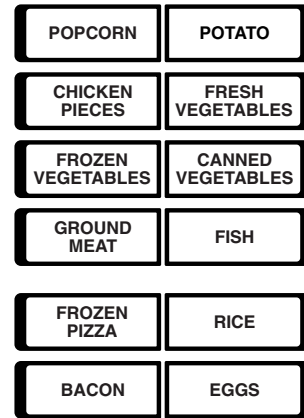 POPCORN
POTATO
CHICKEN
PIECES
FRESH
VEGETABLES
FROZEN
VEGETABLES
CANNED
VEGETABLES
GROUND
MEAT
FISH
FROZEN
PIZZA
RICE
BACON
EGGS